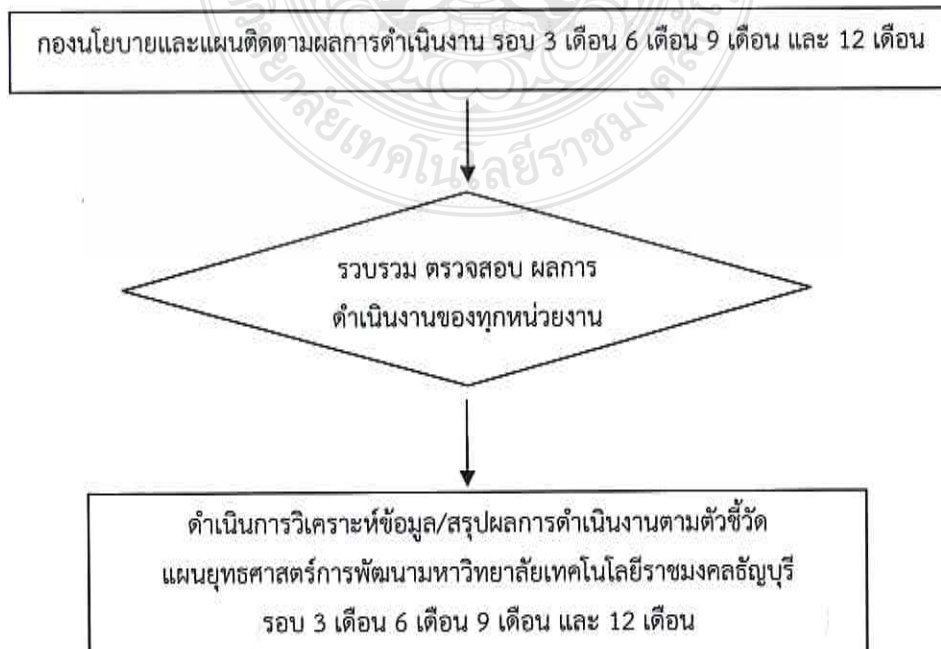 กองนโยบายและแผนติดตามผลการดำเนินงาน รอบ 3 เดือน 6 เดือน 9 เดือน และ 12 เดือน
รวบรวม ตรวจสอบ ผลการ
ดำเนินงานของทุกหน่วยงาน
ดำเนินการวิเคราะห์ข้อมูล/สรุปผลการดำเนินงานตามตัวชี้วัด
แผนยุทธศาสตร์การพัฒนามหาวิทยาลัยเทคโนโลยีราชมงคลธัญบุรี
รอบ 3 เดือน 6 เดือน 9 เดือน และ 12 เดือน